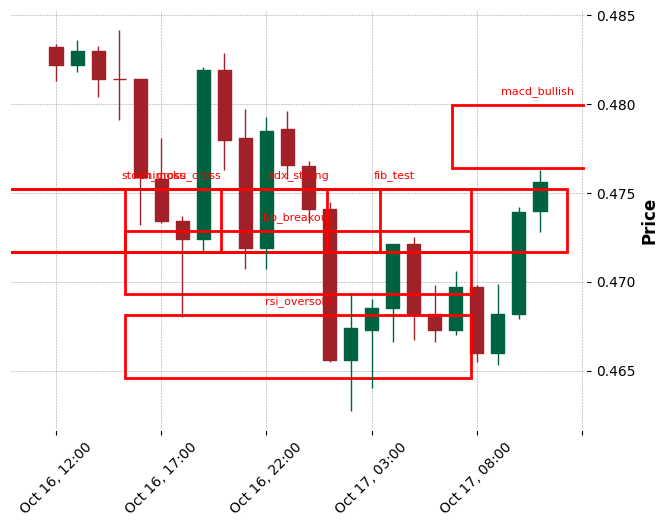 0.485
macd_bullish
0.480
adx_strong
fib_test
0.475
Price
0.470
rsi_oversold
0.465
Oct 16, 12:00
Oct 16, 17:00
Oct 16, 22:00
Oct 17, 03:00
Oct 17, 08:00